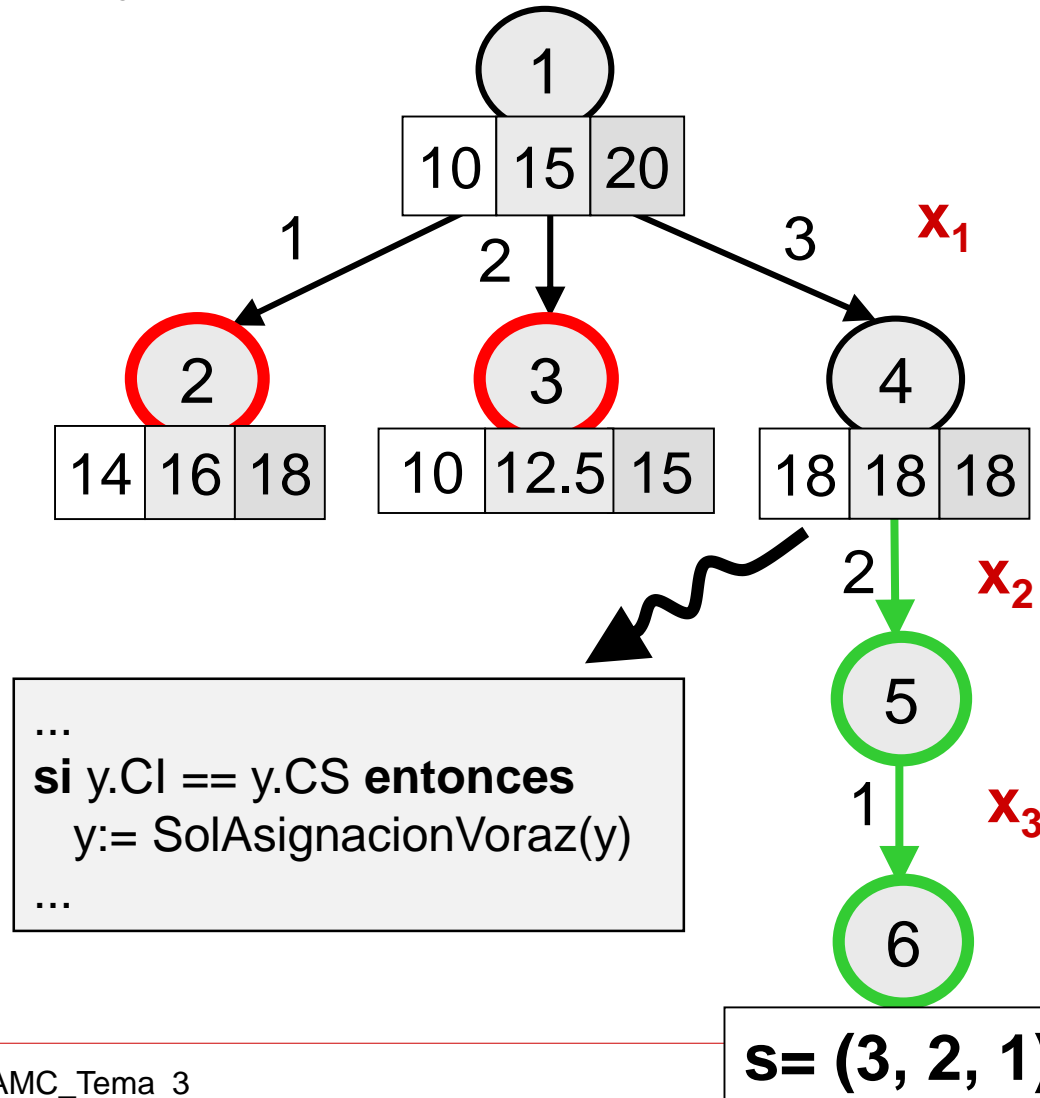 1
10 15 20
1 2 3 x₁
2 3 4
14 16 18 10 12.5 15 18 18 18
2 x₂
5
...
si y.CI == y.CS entonces
y:= SolAsignacionVoraz(y)
...
1 x₃
6
s= (3, 2, 1)
AMC_Tema 3